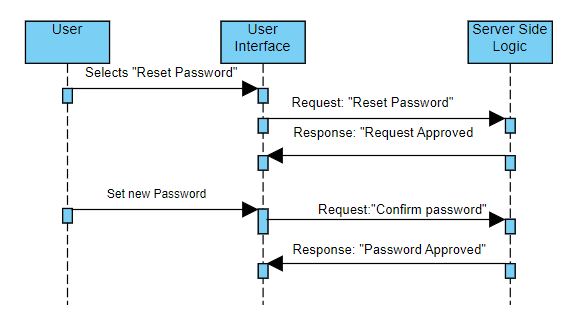 User
User
Interface
Server Side
Logic
Selects "Reset Password"
Request: "Reset Password"
Response: "Request Approved
Set new Password
Request:"Confirm password"
Response: "Password Approved"